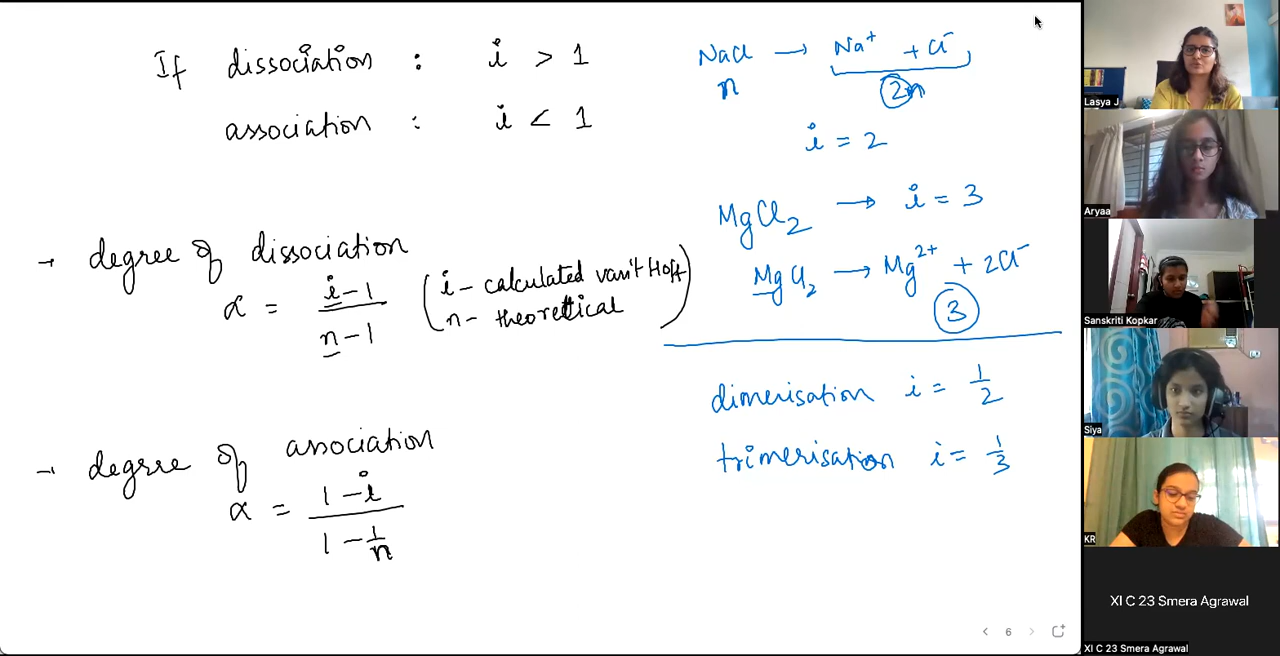 If dissociation : i > 1
association : i < 1
→ degree of dissociation
α = i-1 / n-1 (i - calculated van't Hoff
n - theoretical)
→ degree of association
α = 1-i / 1-1/n
NaCl → Na⁺ + Cl⁻
n 2n
i = 2
MgCl₂ → i = 3
MgCl₂ → Mg²⁺ + 2Cl⁻
3
dimerisation i = 1/2
trimerisation i = 1/3
< 6 >
Lasya J
Aryaa
Sanskriti Kopkar
Siya
KR
XI C 23 Smera Agrawal
XI C 23 Smera Agrawal